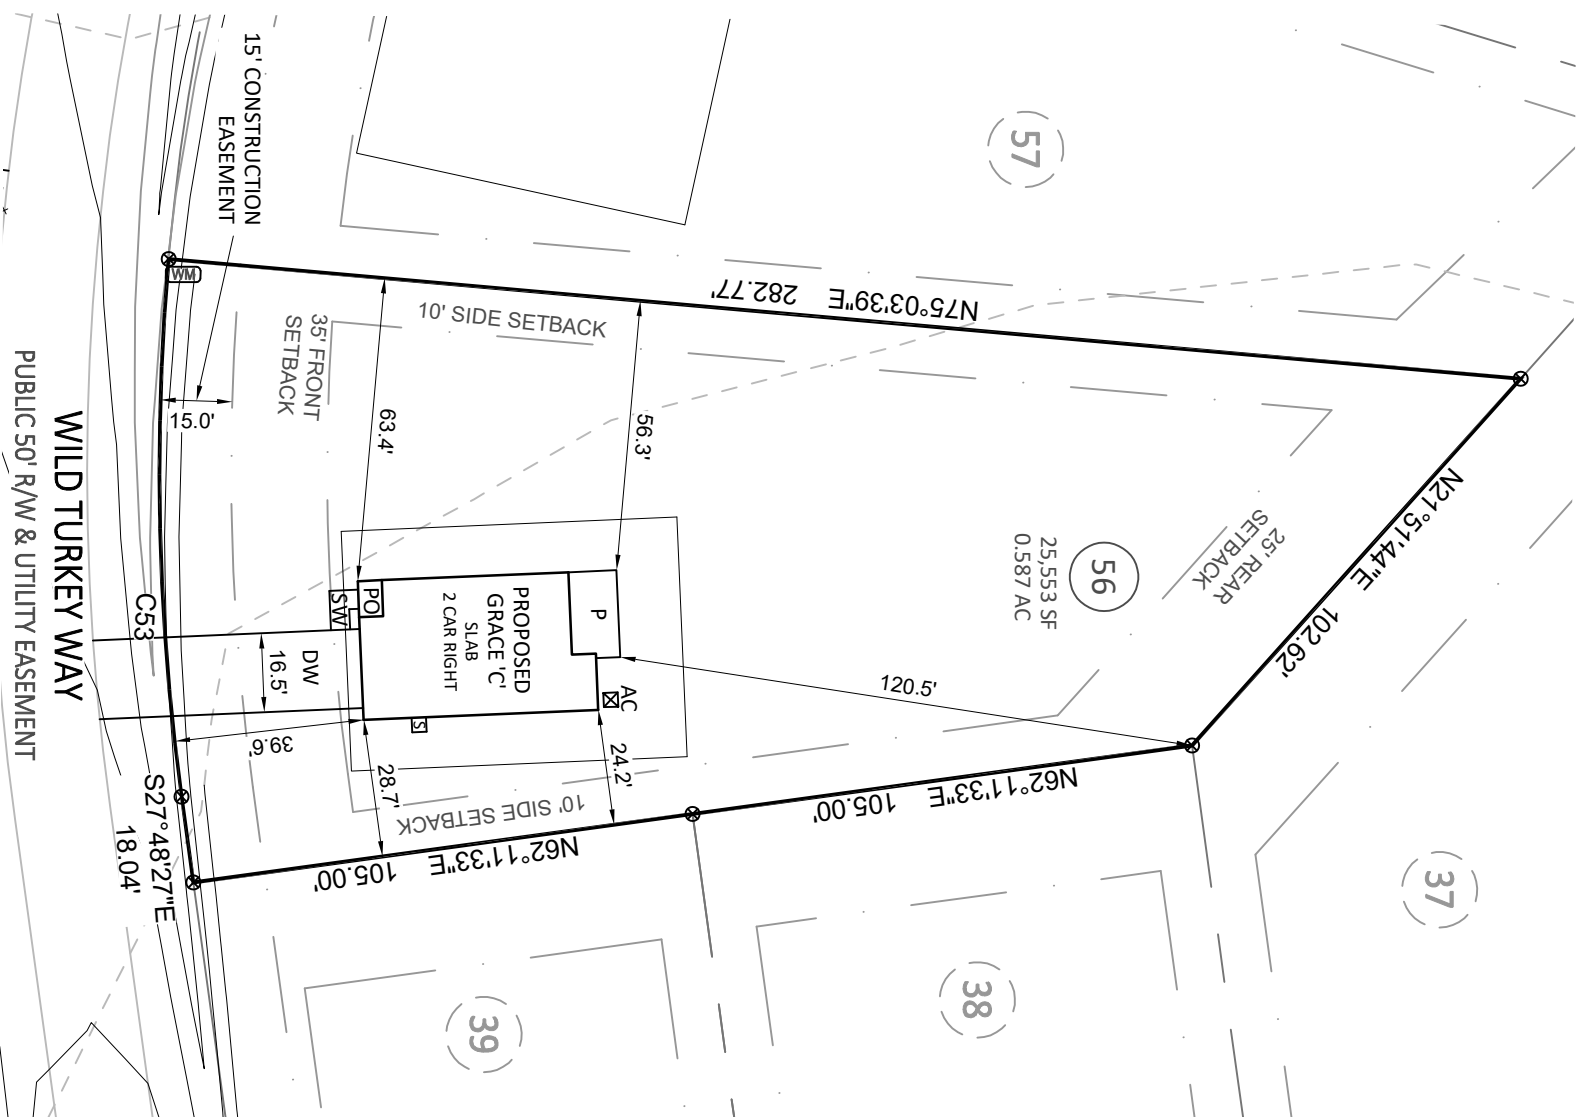 15' CONSTRUCTION
EASEMENT
57
WM
N75°03'39"E 282.77'
10' SIDE SETBACK
35' FRONT
SETBACK
15.0'
63.4'
56.3'
N21°51'44"E 102.62'
25' REAR
SETBACK
56
25,553 SF
0.587 AC
WILD TURKEY WAY
PUBLIC 50' R/W & UTILITY EASEMENT
C53
PO
SW
PROPOSED
GRACE 'C'
SLAB
2 CAR RIGHT
P
AC
S
DW
16.5'
120.5'
39.6'
28.7'
24.2'
10' SIDE SETBACK
N62°11'33"E 105.00'
N62°11'33"E 105.00'
S27°48'27"E
18.04'
37
38
39